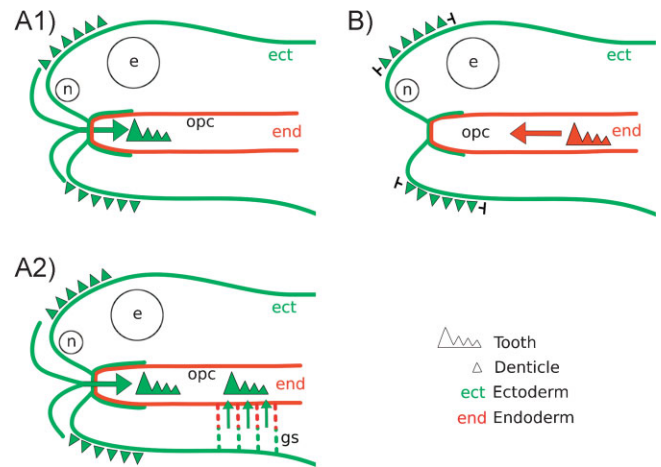 A1)
e
ect
n
opc
end
B)
e
ect
n
opc
end
A2)
e
ect
n
opc
end
gs
Tooth
Denticle
ect Ectoderm
end Endoderm